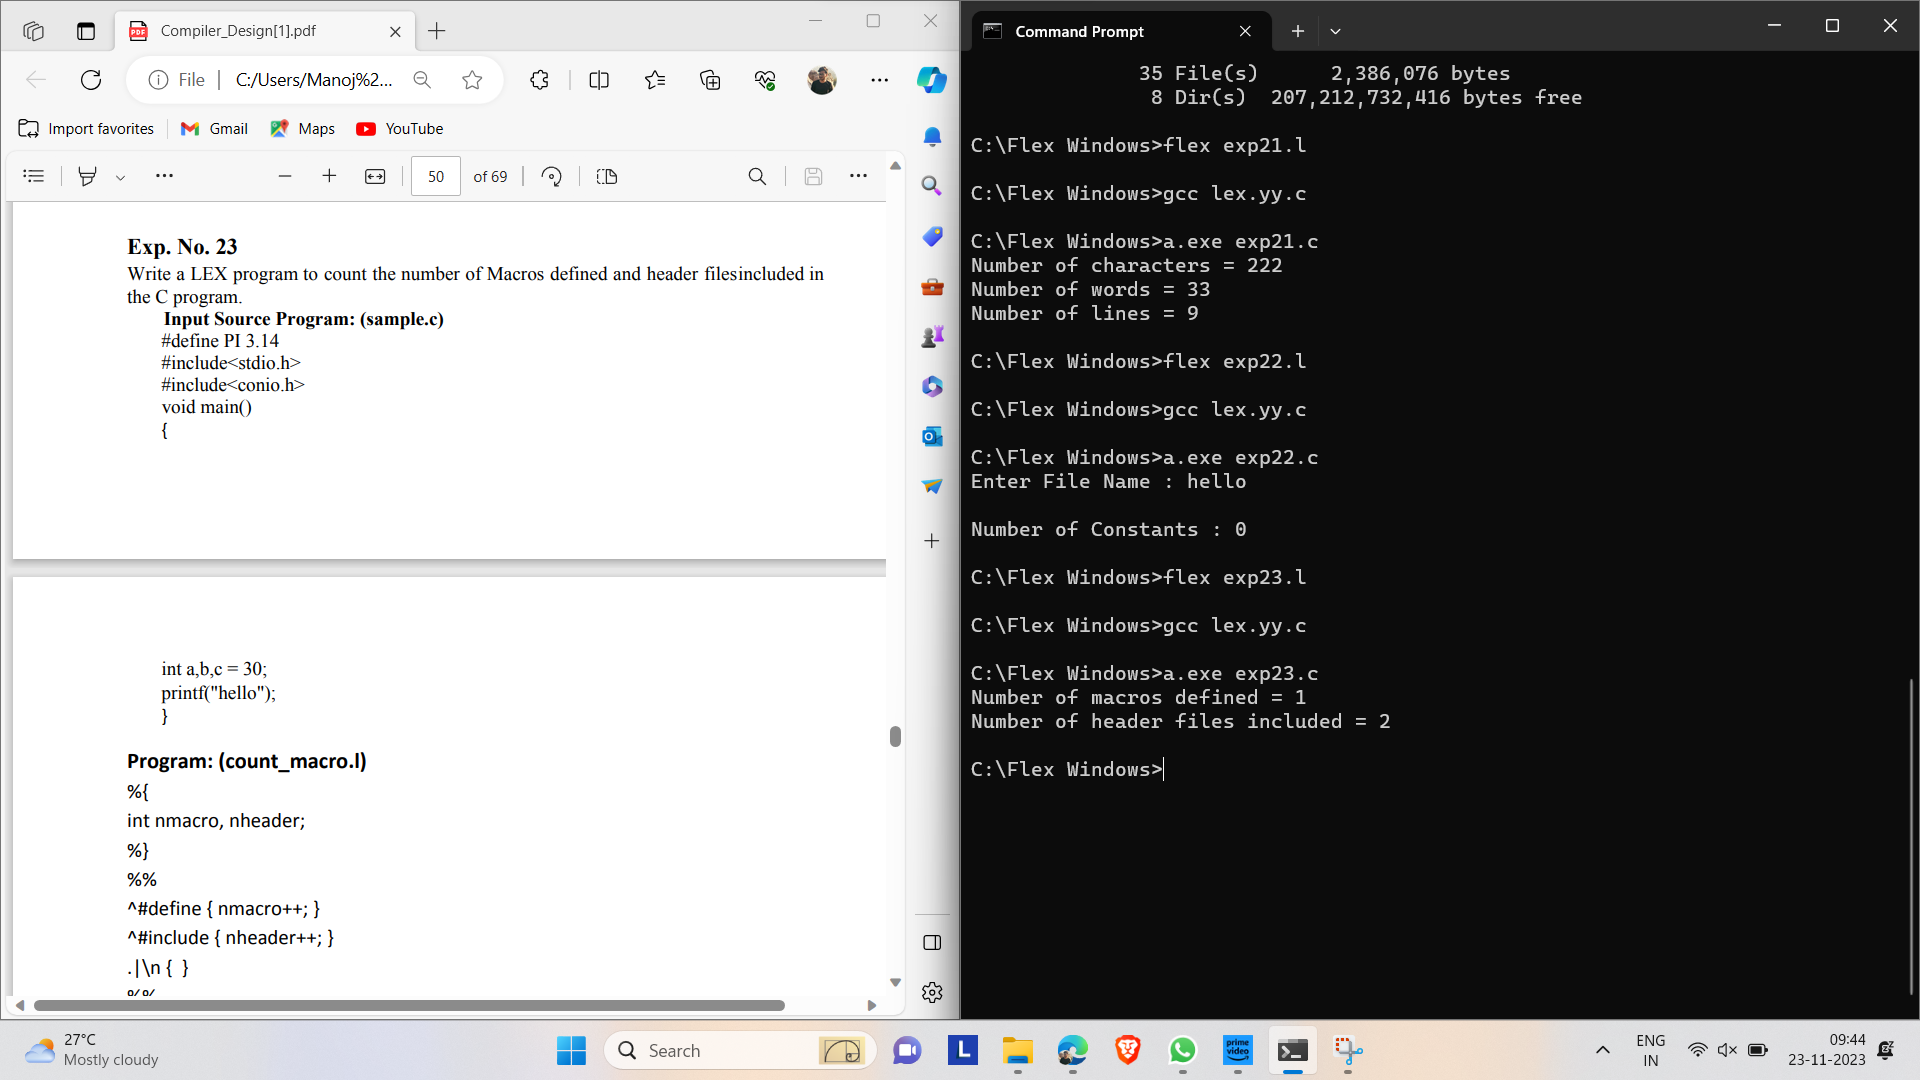 Compiler_Design[1].pdf
File
C:/Users/Manoj%2...
Import favorites
Gmail
Maps
YouTube
50
of 69
Exp. No. 23
Write a LEX program to count the number of Macros defined and header filesincluded in
the C program.
Input Source Program: (sample.c)
#define PI 3.14
#include<stdio.h>
#include<conio.h>
void main()
{
int a,b,c = 30;
printf("hello");
}
Program: (count_macro.l)
%{
int nmacro, nheader;
%}
%%
^#define { nmacro++; }
^#include { nheader++; }
.|\n {  }
%%
Command Prompt
35 File(s)      2,386,076 bytes
8 Dir(s)  207,212,732,416 bytes free
C:\Flex Windows>flex exp21.l
C:\Flex Windows>gcc lex.yy.c
C:\Flex Windows>a.exe exp21.c
Number of characters = 222
Number of words = 33
Number of lines = 9
C:\Flex Windows>flex exp22.l
C:\Flex Windows>gcc lex.yy.c
C:\Flex Windows>a.exe exp22.c
Enter File Name : hello
Number of Constants : 0
C:\Flex Windows>flex exp23.l
C:\Flex Windows>gcc lex.yy.c
C:\Flex Windows>a.exe exp23.c
Number of macros defined = 1
Number of header files included = 2
C:\Flex Windows>
27°C
Mostly cloudy
Search
L
prime
video
ENG
IN
09:44
23-11-2023